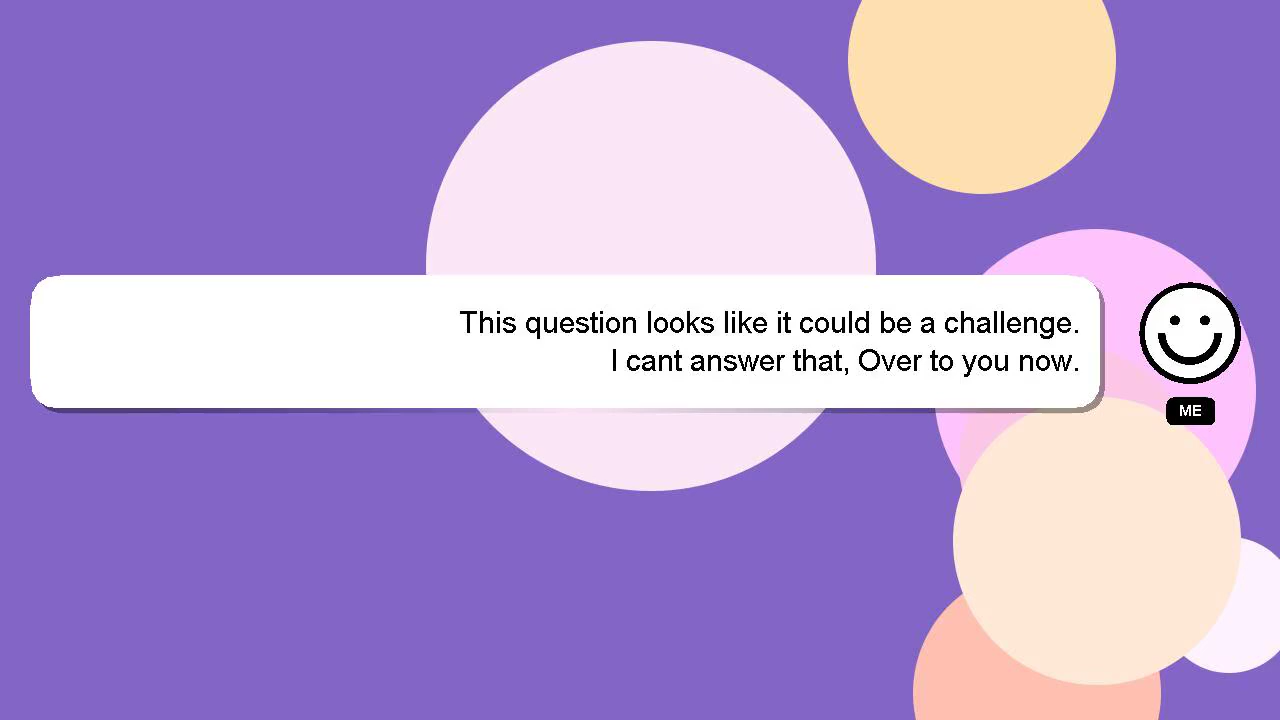 This question looks like it could be a challenge.
I cant answer that, Over to you now.
ME